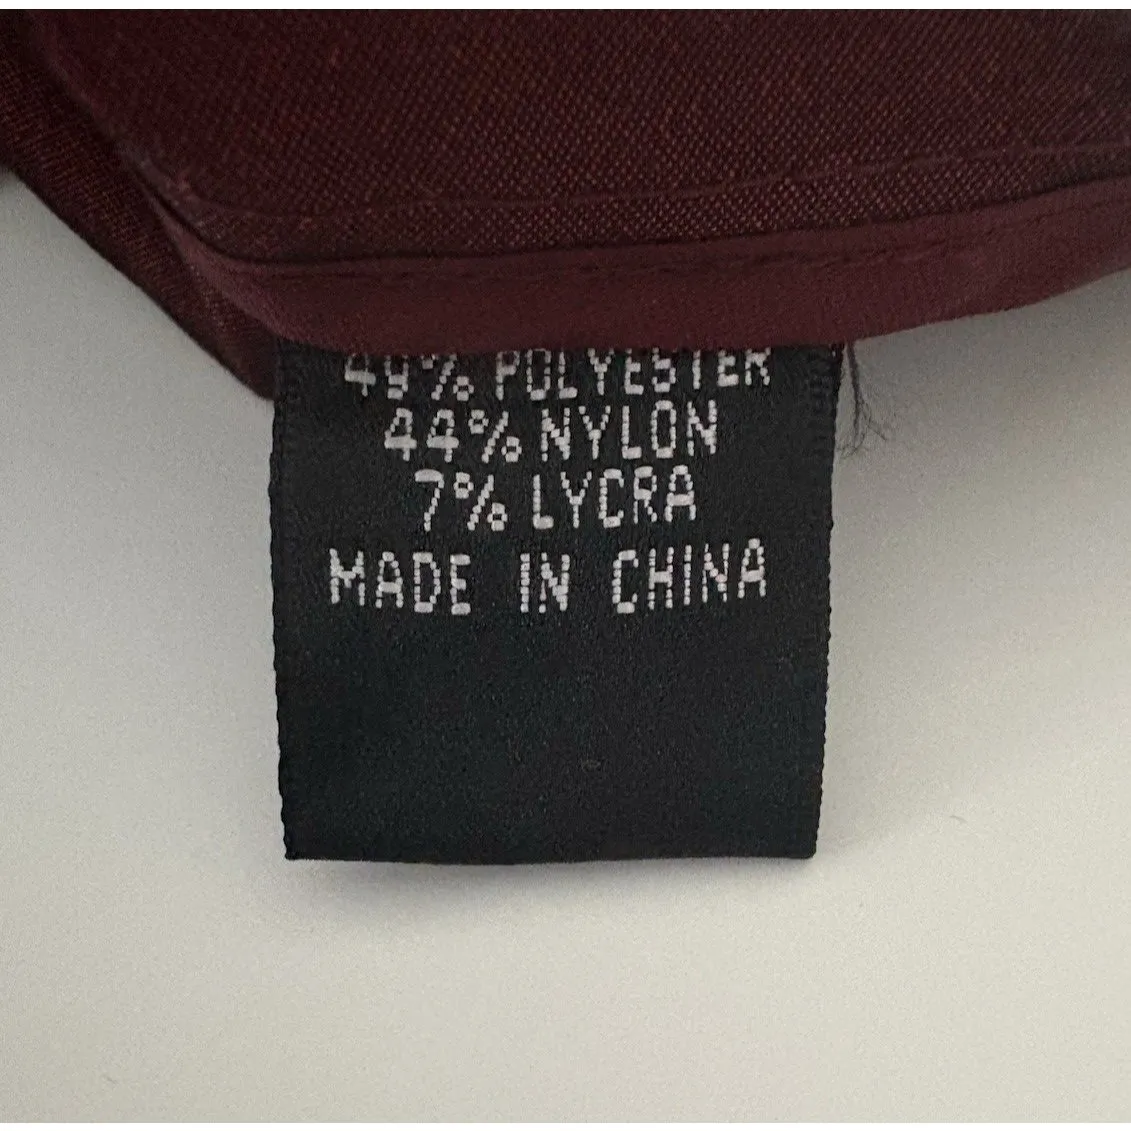 49% POLYESTER
44% NYLON
7% LYCRA
MADE IN CHINA